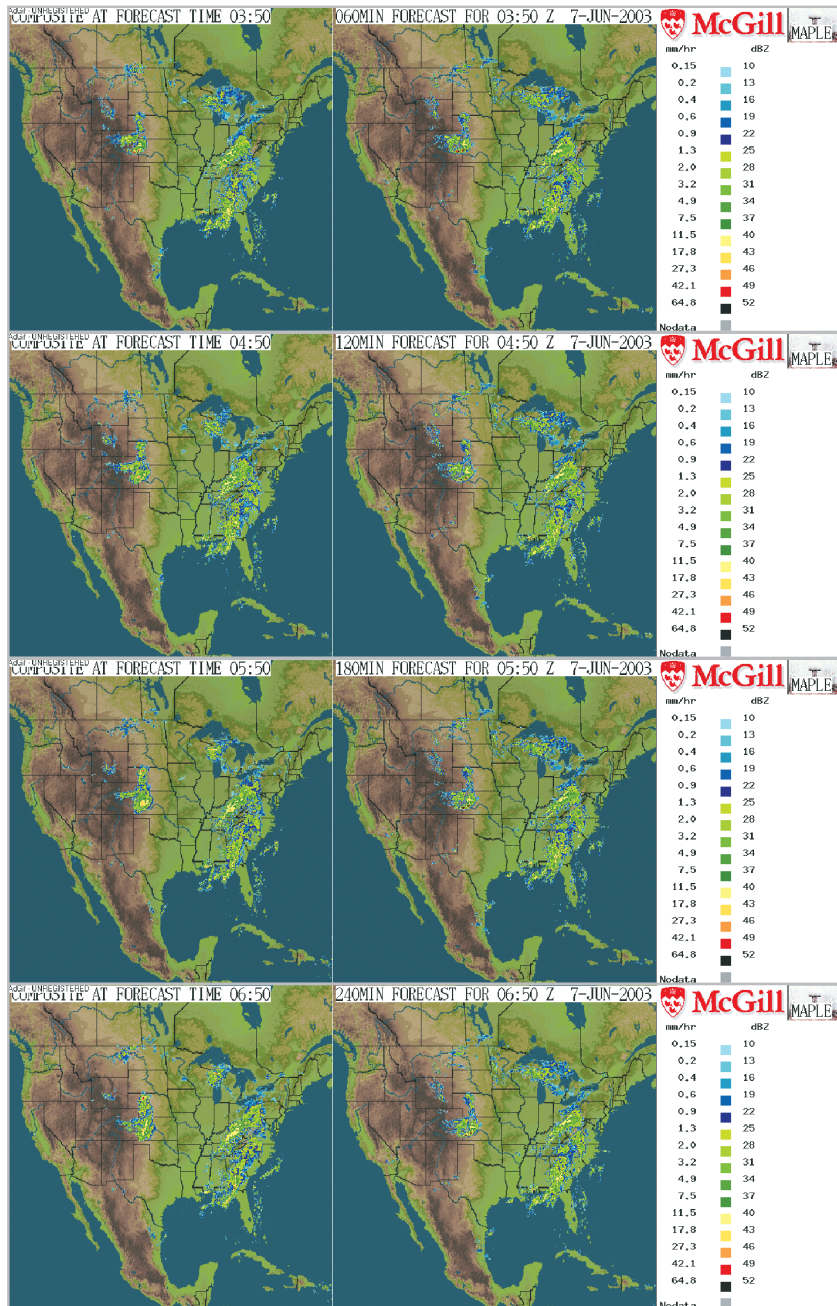 AdGif - UNREGISTERED
COMPOSITE AT FORECAST TIME 03:50
060MIN FORECAST FOR 03:50 Z 7-JUN-2003
McGill
MAPLE
mm/hr dBZ
0.15 10
0.2 13
0.4 16
0.6 19
0.9 22
1.3 25
2.0 28
3.2 31
4.9 34
7.5 37
11.5 40
17.8 43
27.3 46
42.1 49
64.8 52
Nodata
AdGif - UNREGISTERED
COMPOSITE AT FORECAST TIME 04:50
120MIN FORECAST FOR 04:50 Z 7-JUN-2003
McGill
MAPLE
mm/hr dBZ
0.15 10
0.2 13
0.4 16
0.6 19
0.9 22
1.3 25
2.0 28
3.2 31
4.9 34
7.5 37
11.5 40
17.8 43
27.3 46
42.1 49
64.8 52
Nodata
AdGif - UNREGISTERED
COMPOSITE AT FORECAST TIME 05:50
180MIN FORECAST FOR 05:50 Z 7-JUN-2003
McGill
MAPLE
mm/hr dBZ
0.15 10
0.2 13
0.4 16
0.6 19
0.9 22
1.3 25
2.0 28
3.2 31
4.9 34
7.5 37
11.5 40
17.8 43
27.3 46
42.1 49
64.8 52
Nodata
AdGif - UNREGISTERED
COMPOSITE AT FORECAST TIME 06:50
240MIN FORECAST FOR 06:50 Z 7-JUN-2003
McGill
MAPLE
mm/hr dBZ
0.15 10
0.2 13
0.4 16
0.6 19
0.9 22
1.3 25
2.0 28
3.2 31
4.9 34
7.5 37
11.5 40
17.8 43
27.3 46
42.1 49
64.8 52
Nodata